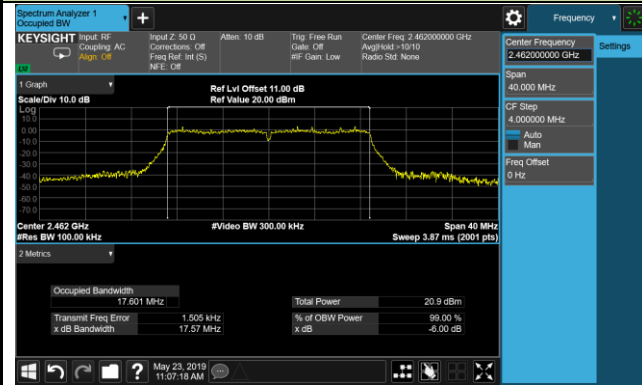 Spectrum Analyzer 1
Occupied BW
+
Frequency
KEYSIGHT
Input: RF
Coupling: AC
Align: Off
Input Z: 50 Ω
Corrections: Off
Freq Ref: Int (S)
NFE: Off
Atten: 10 dB
Trig: Free Run
Gate: Off
#IF Gain: Low
Center Freq: 2.462000000 GHz
Avg|Hold:>10/10
Radio Std: None
Center Frequency
2.462000000 GHz
Settings
Span
40.000 MHz
CF Step
4.000000 MHz
Auto
Man
Freq Offset
0 Hz
1 Graph
Scale/Div 10.0 dB
Ref Lvl Offset 11.00 dB
Ref Value 20.00 dBm
Log
10.0
0.00
-10.0
-20.0
-30.0
-40.0
-50.0
-60.0
-70.0
Center 2.462 GHz
#Res BW 100.00 kHz
#Video BW 300.00 kHz
Span 40 MHz
Sweep 3.87 ms (2001 pts)
2 Metrics
Occupied Bandwidth
17.601 MHz
Total Power 20.9 dBm
Transmit Freq Error 1.505 kHz
% of OBW Power 99.00 %
x dB Bandwidth 17.57 MHz
x dB -6.00 dB
?
May 23, 2019
11:07:18 AM